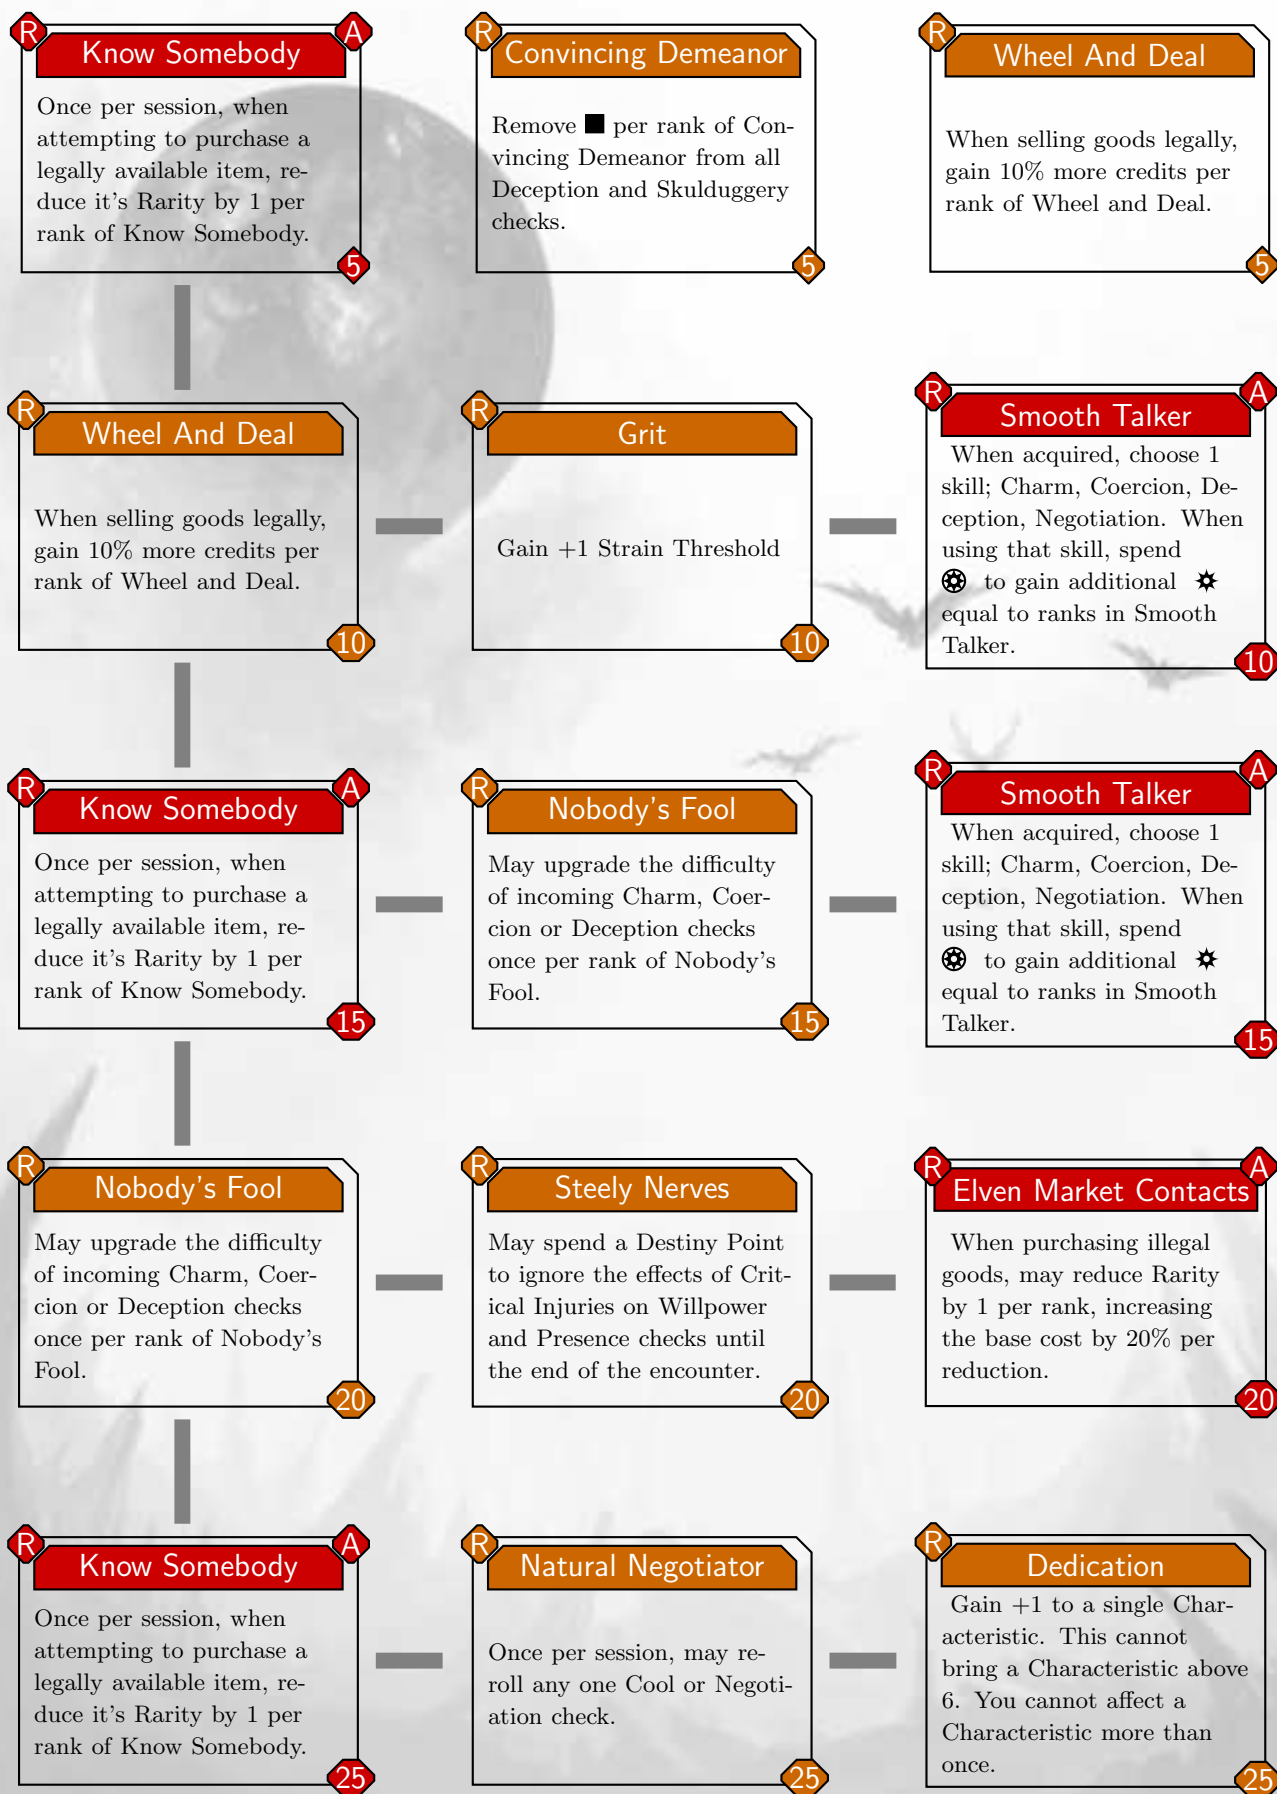 R
A
Know Somebody
Once per session, when
attempting to purchase a
legally available item, re-
duce it's Rarity by 1 per
rank of Know Somebody.
5
R
Convincing Demeanor
Remove ■ per rank of Con-
vincing Demeanor from all
Deception and Skulduggery
checks.
5
R
Wheel And Deal
When selling goods legally,
gain 10% more credits per
rank of Wheel and Deal.
5
R
Wheel And Deal
When selling goods legally,
gain 10% more credits per
rank of Wheel and Deal.
10
R
Grit
Gain +1 Strain Threshold
10
R
A
Smooth Talker
When acquired, choose 1
skill; Charm, Coercion, De-
ception, Negotiation. When
using that skill, spend
to gain additional
equal to ranks in Smooth
Talker.
10
R
A
Know Somebody
Once per session, when
attempting to purchase a
legally available item, re-
duce it's Rarity by 1 per
rank of Know Somebody.
15
R
Nobody's Fool
May upgrade the difficulty
of incoming Charm, Coer-
cion or Deception checks
once per rank of Nobody's
Fool.
15
R
A
Smooth Talker
When acquired, choose 1
skill; Charm, Coercion, De-
ception, Negotiation. When
using that skill, spend
to gain additional
equal to ranks in Smooth
Talker.
15
R
Nobody's Fool
May upgrade the difficulty
of incoming Charm, Coer-
cion or Deception checks
once per rank of Nobody's
Fool.
20
R
Steely Nerves
May spend a Destiny Point
to ignore the effects of Crit-
ical Injuries on Willpower
and Presence checks until
the end of the encounter.
20
R
A
Elven Market Contacts
When purchasing illegal
goods, may reduce Rarity
by 1 per rank, increasing
the base cost by 20% per
reduction.
20
R
A
Know Somebody
Once per session, when
attempting to purchase a
legally available item, re-
duce it's Rarity by 1 per
rank of Know Somebody.
25
R
Natural Negotiator
Once per session, may re-
roll any one Cool or Negoti-
ation check.
25
R
Dedication
Gain +1 to a single Char-
acteristic. This cannot
bring a Characteristic above
6. You cannot affect a
Characteristic more than
once.
25